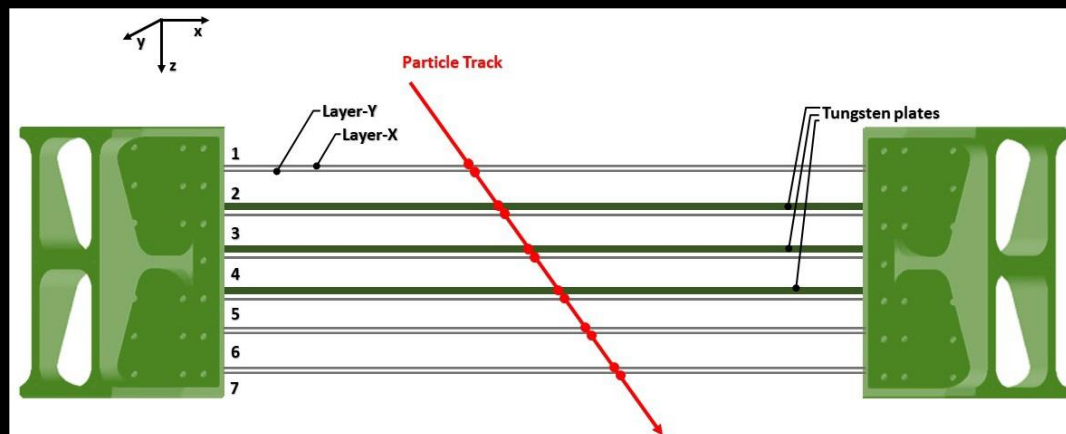 x
y
z
Particle Track
Layer-Y
Layer-X
Tungsten plates
1
2
3
4
5
6
7